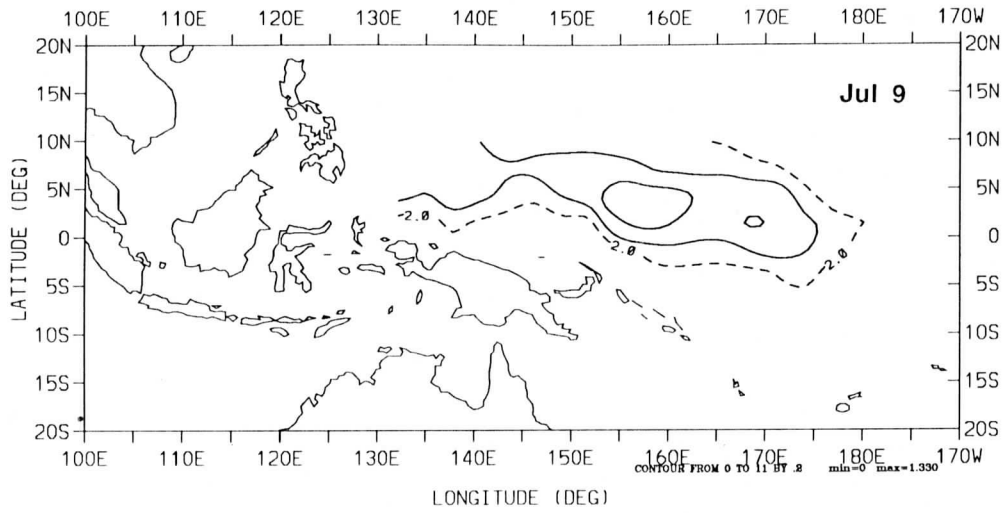 100E 110E 120E 130E 140E 150E 160E 170E 180E 170W
20N 20N
Jul 9
15N 15N
10N 10N
5N 5N
-2.0
0 0
-2.0
-2.0
5S 5S
10S 10S
15S 15S
20S 20S
100E 110E 120E 130E 140E 150E 160E 170E 180E 170W
CONTOUR FROM 0 TO 11 BY .2 min=0 max=1.330
LATITUDE (DEG)
LONGITUDE (DEG)